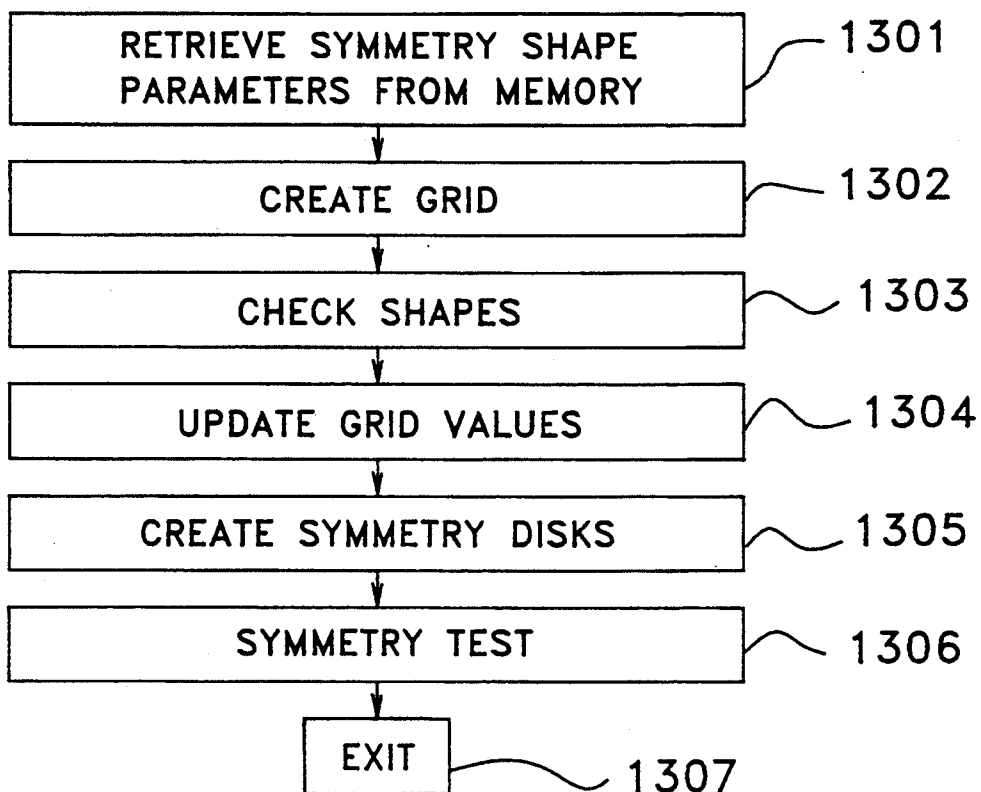 RETRIEVE SYMMETRY SHAPE
PARAMETERS FROM MEMORY
1301
CREATE GRID
1302
CHECK SHAPES
1303
UPDATE GRID VALUES
1304
CREATE SYMMETRY DISKS
1305
SYMMETRY TEST
1306
EXIT
1307